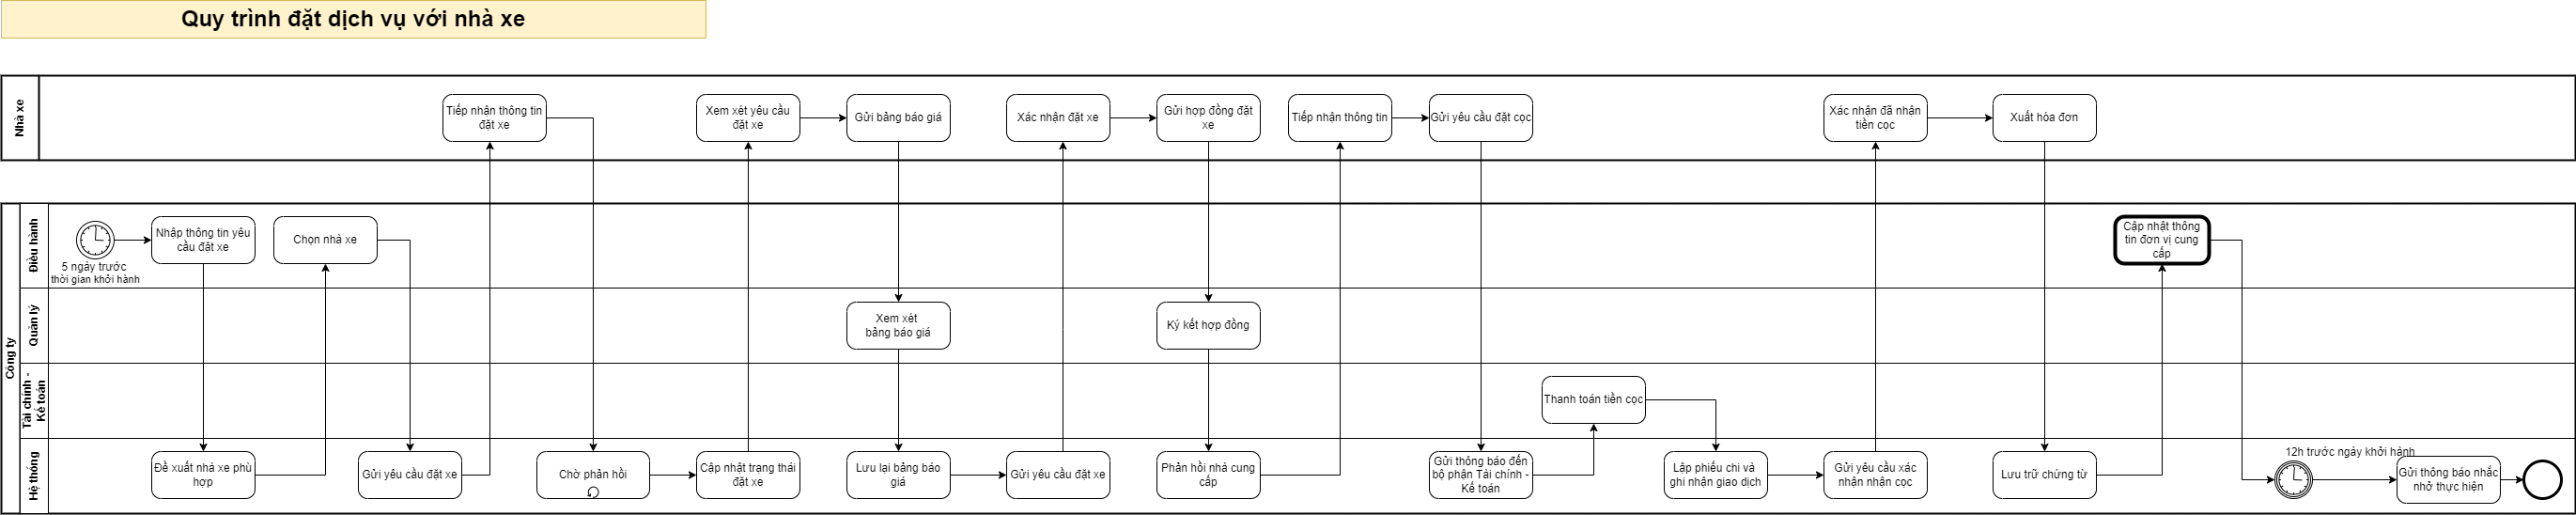 Quy trình đặt dịch vụ với nhà xe
Nhà xe
Tiếp nhận thông tin
đặt xe
Xem xét yêu cầu
đặt xe
Gửi bảng báo giá
Xác nhận đặt xe
Gửi hợp đồng đặt
xe
Tiếp nhận thông tin
Gửi yêu cầu đặt cọc
Xác nhận đã nhận
tiền cọc
Xuất hóa đơn
Công ty
Điều hành
5 ngày trước
thời gian khởi hành
Nhập thông tin yêu
cầu đặt xe
Chọn nhà xe
Cập nhật thông
tin đơn vị cung
cấp
Quản lý
Xem xét
bảng báo giá
Ký kết hợp đồng
Tài chính -
Kế toán
Thanh toán tiền cọc
Hệ thống
Đề xuất nhà xe phù
hợp
Gửi yêu cầu đặt xe
Chờ phản hồi
Cập nhật trạng thái
đặt xe
Lưu lại bảng báo
giá
Gửi yêu cầu đặt xe
Phản hồi nhà cung
cấp
Gửi thông báo đến
bộ phận Tài chính -
Kế toán
Lập phiếu chi và
ghi nhận giao dịch
Gửi yêu cầu xác
nhận nhận cọc
Lưu trữ chứng từ
12h trước ngày khởi hành
Gửi thông báo nhắc
nhở thực hiện